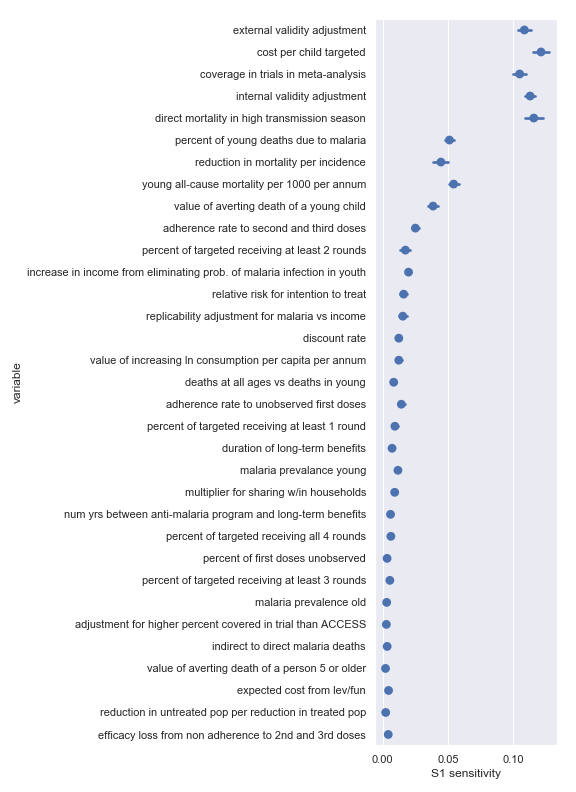 external validity adjustment
cost per child targeted
coverage in trials in meta-analysis
internal validity adjustment
direct mortality in high transmission season
percent of young deaths due to malaria
reduction in mortality per incidence
young all-cause mortality per 1000 per annum
value of averting death of a young child
adherence rate to second and third doses
percent of targeted receiving at least 2 rounds
increase in income from eliminating prob. of malaria infection in youth
relative risk for intention to treat
replicability adjustment for malaria vs income
discount rate
value of increasing ln consumption per capita per annum
deaths at all ages vs deaths in young
adherence rate to unobserved first doses
percent of targeted receiving at least 1 round
duration of long-term benefits
malaria prevalance young
multiplier for sharing w/in households
num yrs between anti-malaria program and long-term benefits
percent of targeted receiving all 4 rounds
percent of first doses unobserved
percent of targeted receiving at least 3 rounds
malaria prevalence old
adjustment for higher percent covered in trial than ACCESS
indirect to direct malaria deaths
value of averting death of a person 5 or older
expected cost from lev/fun
reduction in untreated pop per reduction in treated pop
efficacy loss from non adherence to 2nd and 3rd doses
variable
0.00 0.05 0.10
S1 sensitivity